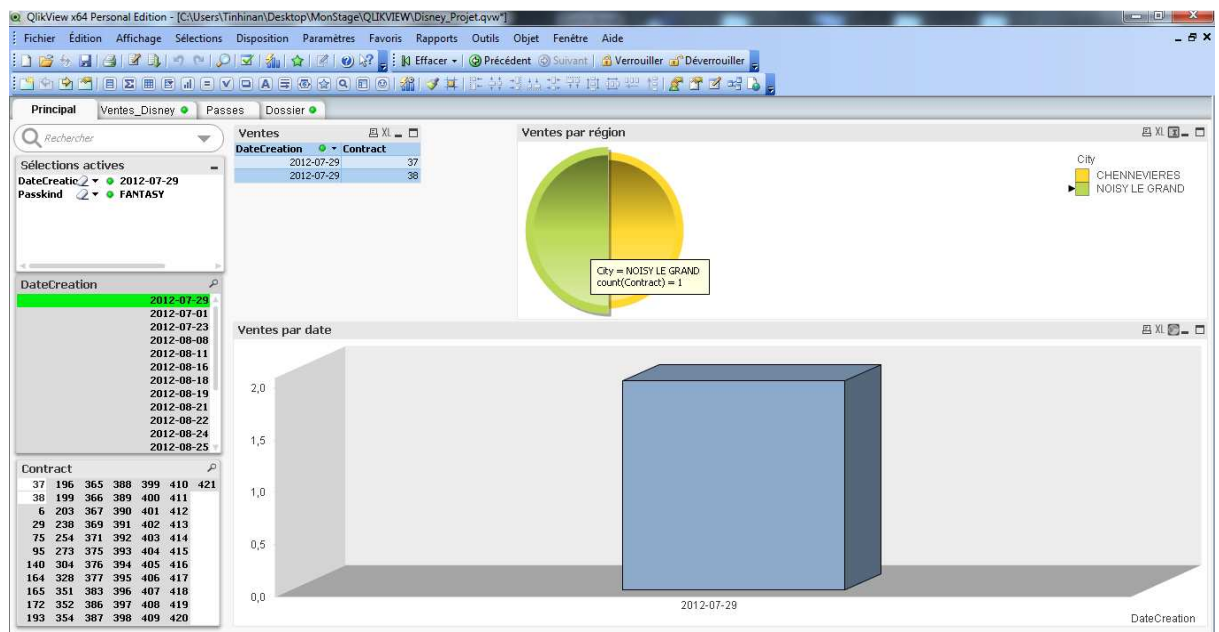 QlikView x64 Personal Edition - [C:\Users\Tinhinan\Desktop\MonStage\QLIKVIEW\Disney_Projet.qvw*]
Fichier Édition Affichage Sélections Disposition Paramètres Favoris Rapports Outils Objet Fenêtre Aide
Effacer Précédent Suivant Verrouiller Déverrouiller
Principal Ventes_Disney Passes Dossier
Rechercher
Sélections actives
DateCreatic 2012-07-29
Passkind FANTASY
Ventes XL
DateCreation Contract
2012-07-29 37
2012-07-29 38
Ventes par région XL
City
CHENNEVIERES
NOISY LE GRAND
City = NOISY LE GRAND
count(Contract) = 1
DateCreation
2012-07-29
2012-07-01
2012-07-23
2012-08-08
2012-08-11
2012-08-16
2012-08-18
2012-08-19
2012-08-21
2012-08-22
2012-08-24
2012-08-25
Contract
37 196 365 388 399 410 421
38 199 366 389 400 411
6 203 367 390 401 412
29 238 369 391 402 413
75 254 371 392 403 414
95 273 375 393 404 415
140 304 376 394 405 416
164 328 377 395 406 417
165 351 383 396 407 418
172 352 386 397 408 419
193 354 387 398 409 420
Ventes par date XL
2,0
1,5
1,0
0,5
0,0
2012-07-29
DateCreation